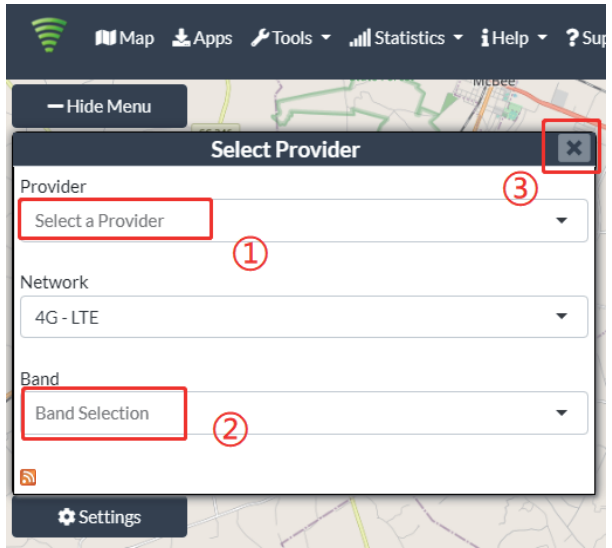 Map Apps Tools Statistics Help ? Sup
McBee
Hide Menu
Select Provider
③
Provider
Select a Provider
①
Network
4G - LTE
Band
Band Selection
②
Settings